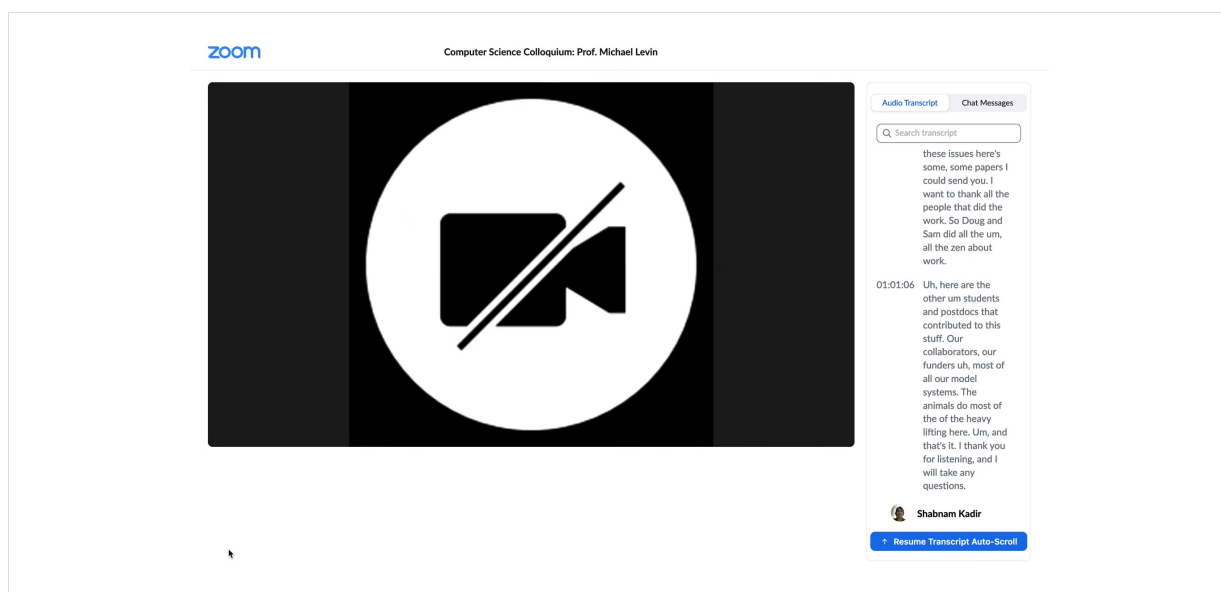 zoom
Computer Science Colloquium: Prof. Michael Levin
Audio Transcript
Chat Messages
Search transcript
these issues here's
some, some papers I
could send you. I
want to thank all the
people that did the
work. So Doug and
Sam did all the um,
all the zen about
work.
01:01:06 Uh, here are the
other um students
and postdocs that
contributed to this
stuff. Our
collaborators, our
funders uh, most of
all our model
systems. The
animals do most of
the of the heavy
lifting here. Um, and
that's it. I thank you
for listening, and I
will take any
questions.
Shabnam Kadir
↑ Resume Transcript Auto-Scroll